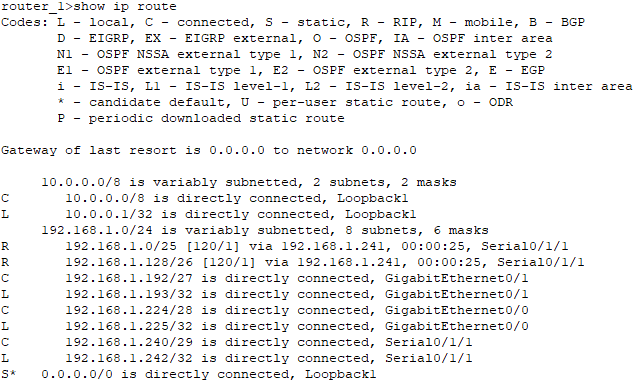 router_1>show ip route
Codes: L - local, C - connected, S - static, R - RIP, M - mobile, B - BGP
       D - EIGRP, EX - EIGRP external, O - OSPF, IA - OSPF inter area
       N1 - OSPF NSSA external type 1, N2 - OSPF NSSA external type 2
       E1 - OSPF external type 1, E2 - OSPF external type 2, E - EGP
       i - IS-IS, L1 - IS-IS level-1, L2 - IS-IS level-2, ia - IS-IS inter area
       * - candidate default, U - per-user static route, o - ODR
       P - periodic downloaded static route

Gateway of last resort is 0.0.0.0 to network 0.0.0.0

     10.0.0.0/8 is variably subnetted, 2 subnets, 2 masks
C       10.0.0.0/8 is directly connected, Loopback1
L       10.0.0.1/32 is directly connected, Loopback1
     192.168.1.0/24 is variably subnetted, 8 subnets, 6 masks
R       192.168.1.0/25 [120/1] via 192.168.1.241, 00:00:25, Serial0/1/1
R       192.168.1.128/26 [120/1] via 192.168.1.241, 00:00:25, Serial0/1/1
C       192.168.1.192/27 is directly connected, GigabitEthernet0/1
L       192.168.1.193/32 is directly connected, GigabitEthernet0/1
C       192.168.1.224/28 is directly connected, GigabitEthernet0/0
L       192.168.1.225/32 is directly connected, GigabitEthernet0/0
C       192.168.1.240/29 is directly connected, Serial0/1/1
L       192.168.1.242/32 is directly connected, Serial0/1/1
S*   0.0.0.0/0 is directly connected, Loopback1